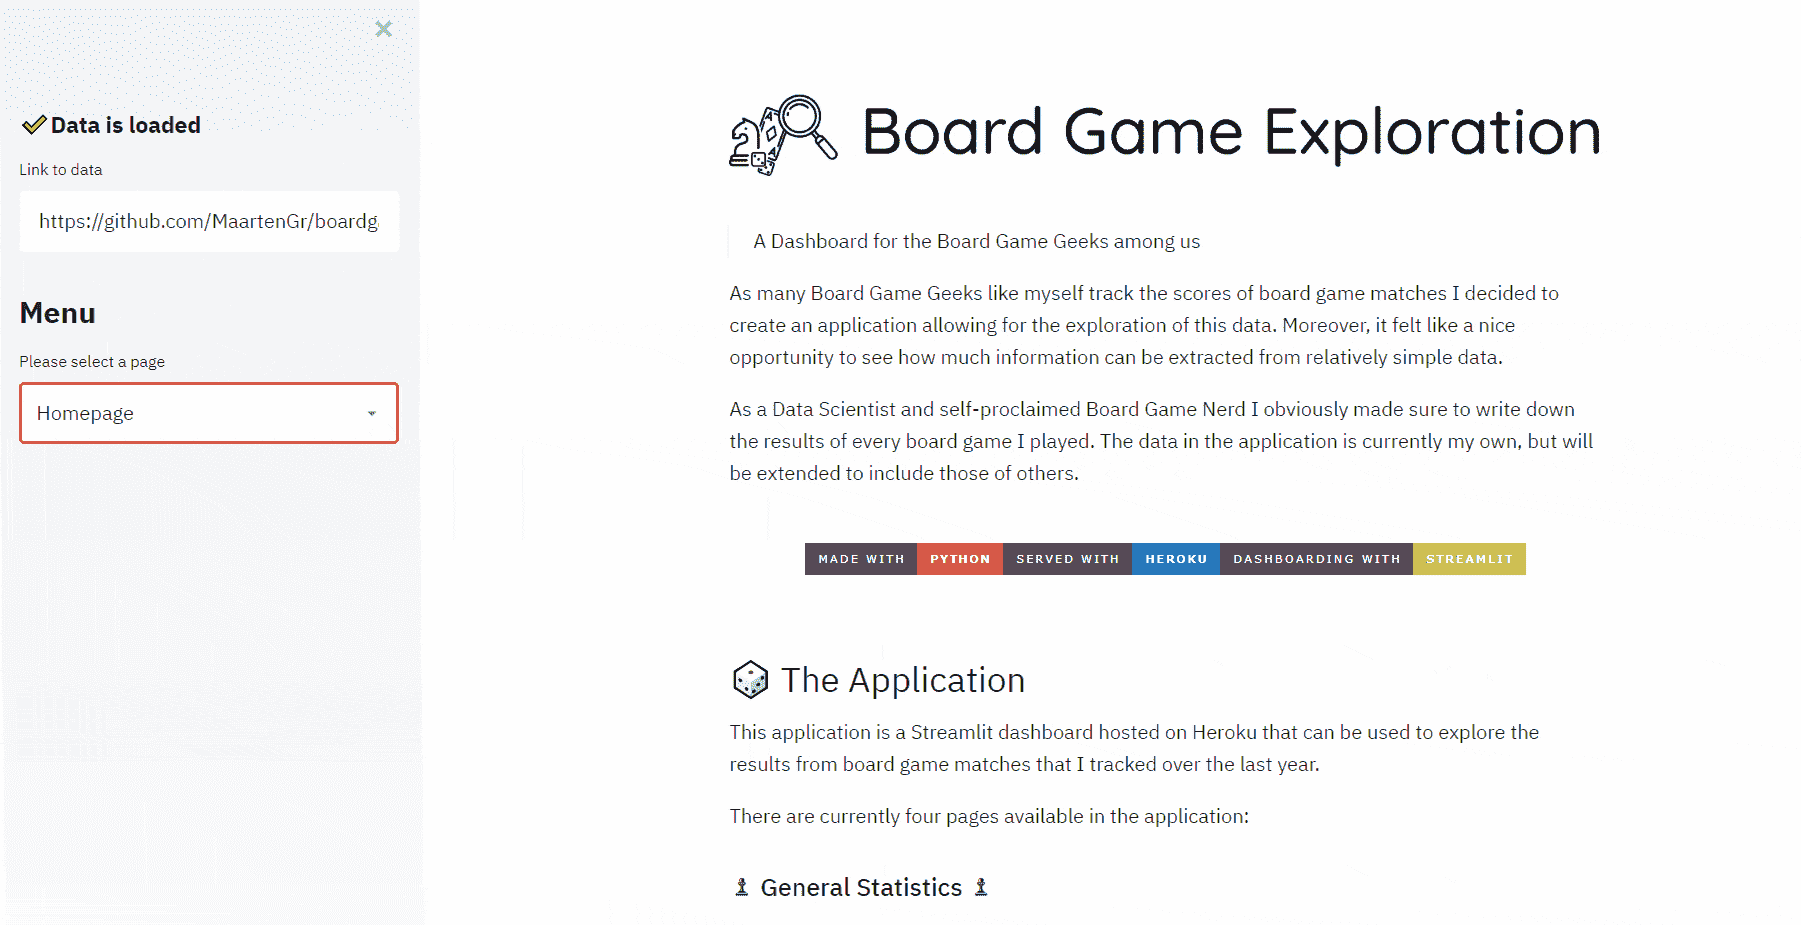 Data is loaded
Link to data
https://github.com/MaartenGr/boardg
Menu
Please select a page
Homepage
Board Game Exploration
A Dashboard for the Board Game Geeks among us
As many Board Game Geeks like myself track the scores of board game matches I decided to
create an application allowing for the exploration of this data. Moreover, it felt like a nice
opportunity to see how much information can be extracted from relatively simple data.
As a Data Scientist and self-proclaimed Board Game Nerd I obviously made sure to write down
the results of every board game I played. The data in the application is currently my own, but will
be extended to include those of others.
MADE WITH PYTHON SERVED WITH HEROKU DASHBOARDING WITH STREAMLIT
The Application
This application is a Streamlit dashboard hosted on Heroku that can be used to explore the
results from board game matches that I tracked over the last year.
There are currently four pages available in the application:
General Statistics